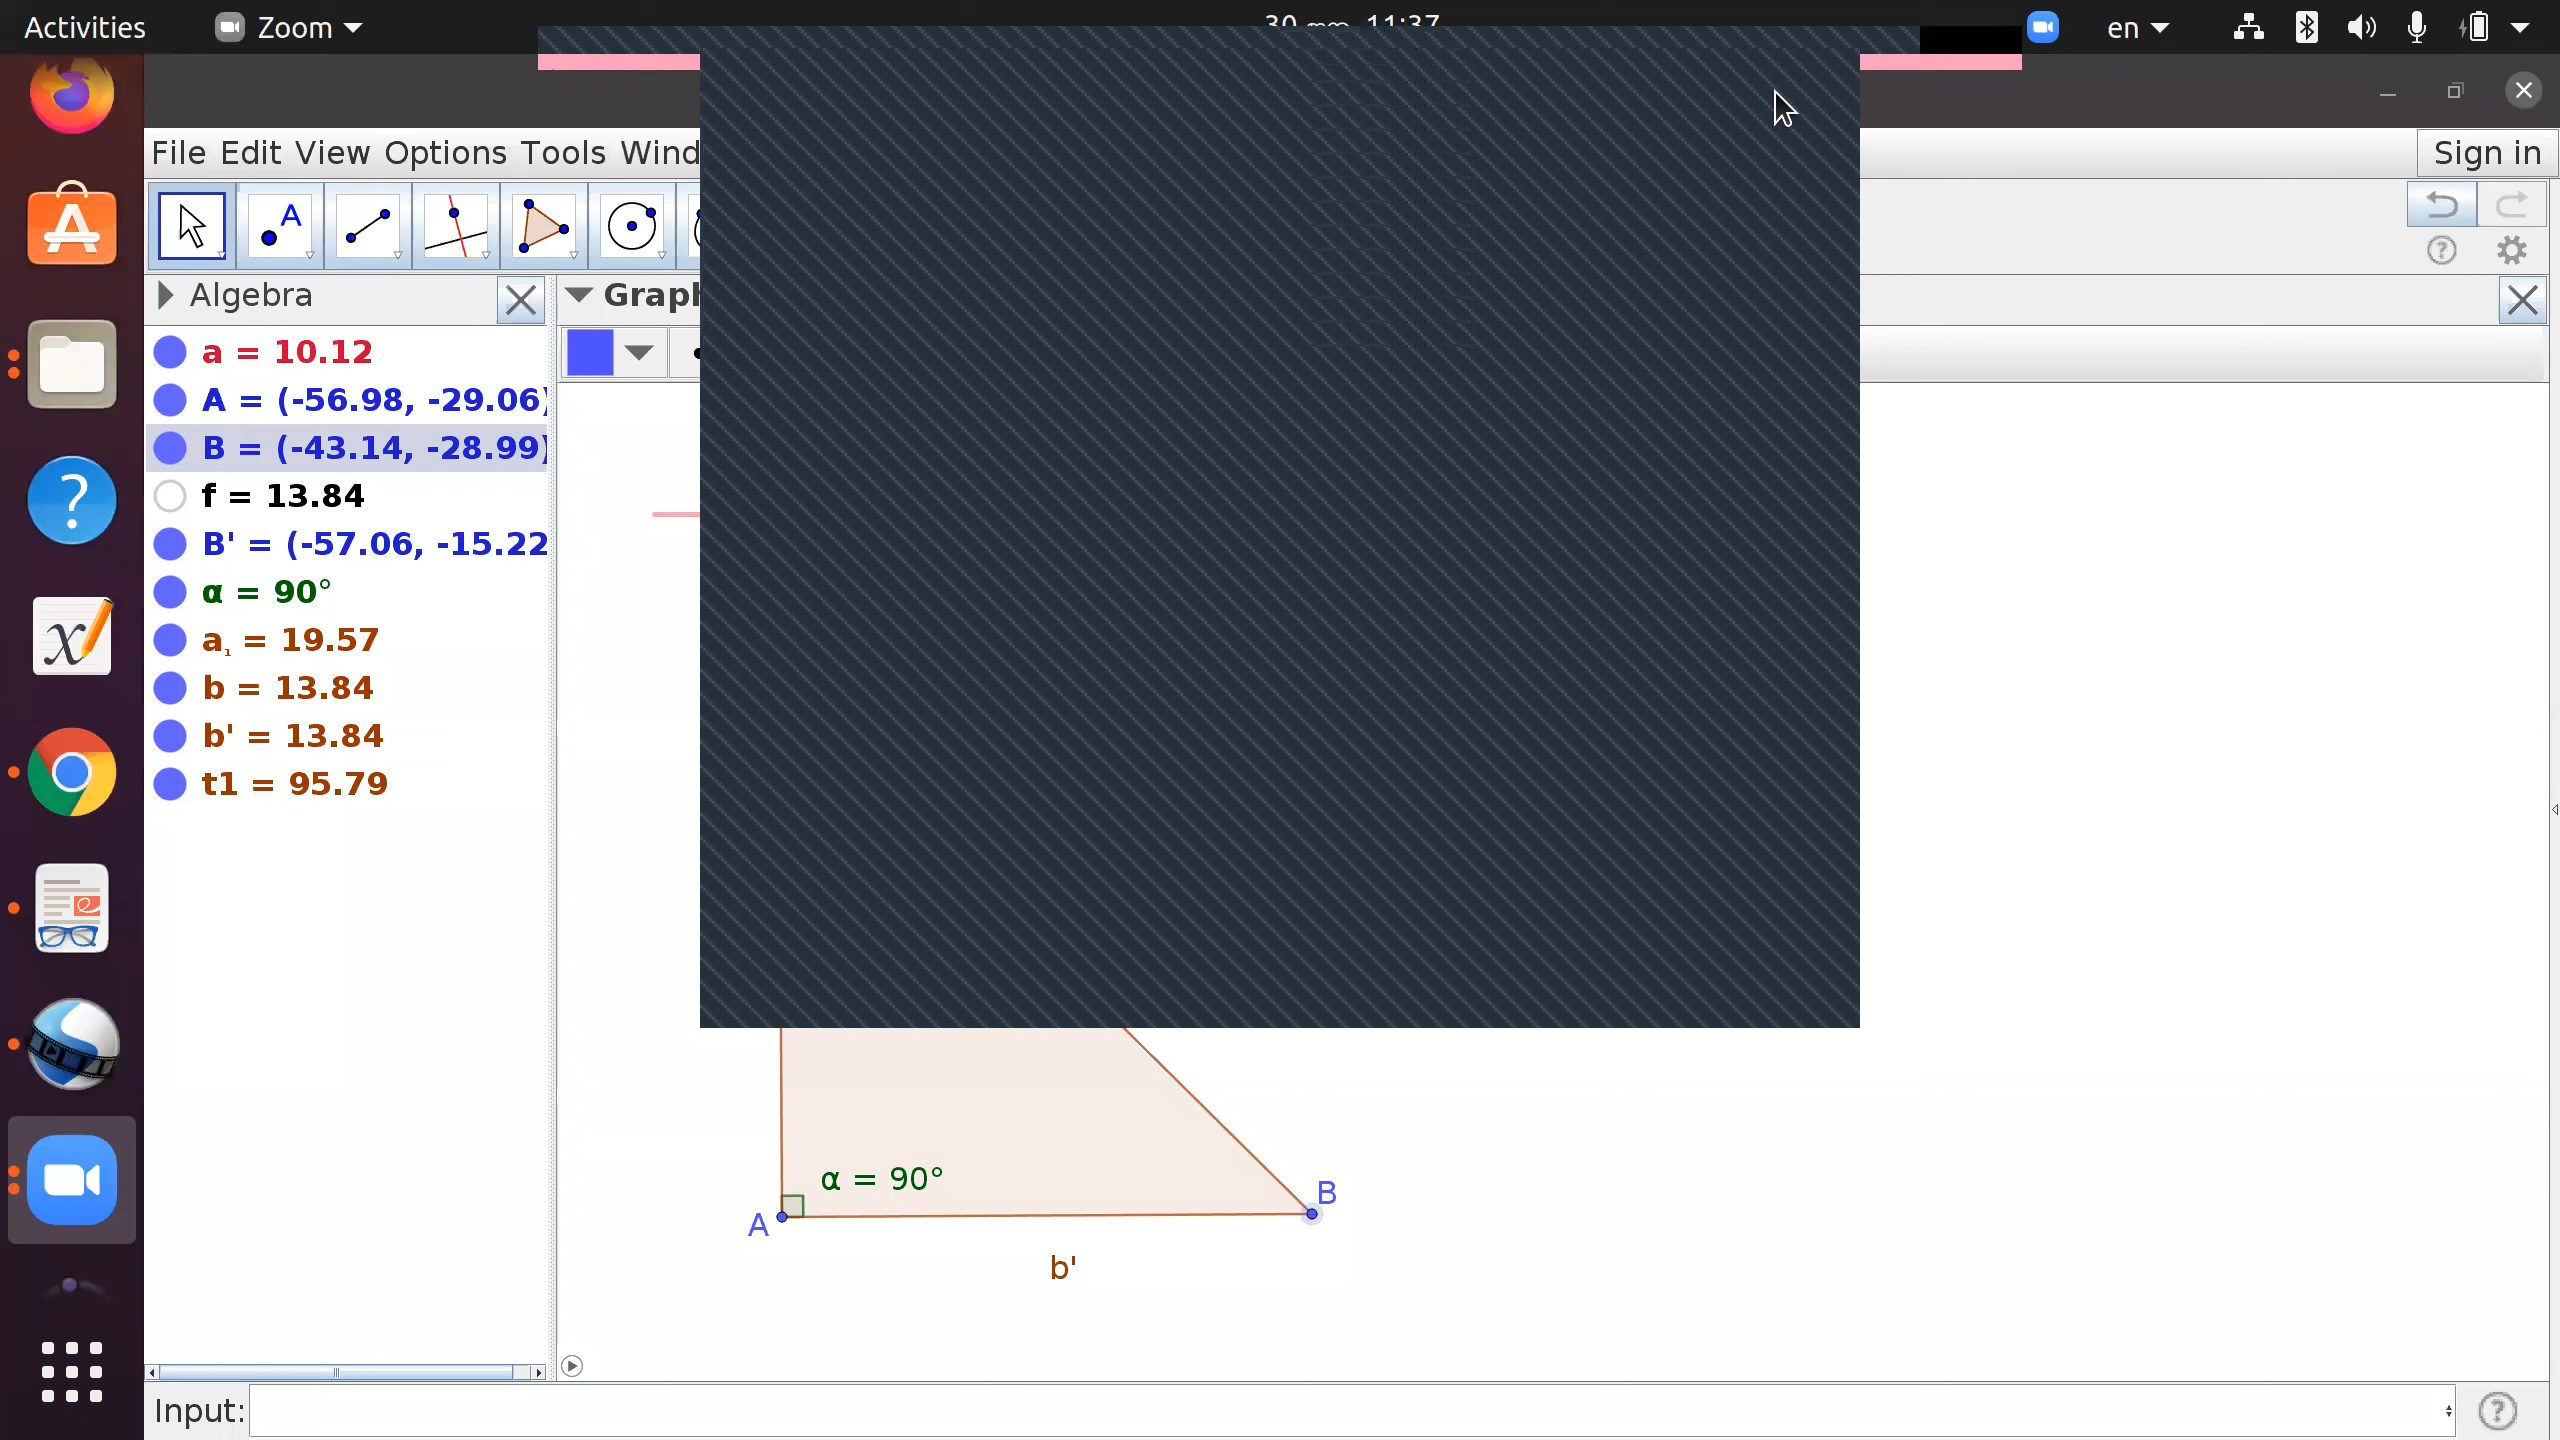 Activities Zoom 11:37 en
File Edit View Options Tools Wind
Sign in
A
Algebra
a = 10.12
A = (-56.98, -29.06)
B = (-43.14, -28.99)
f = 13.84
B' = (-57.06, -15.22
α = 90°
a₁ = 19.57
b = 13.84
b' = 13.84
t1 = 95.79
α = 90°
A
B
b'
Input: